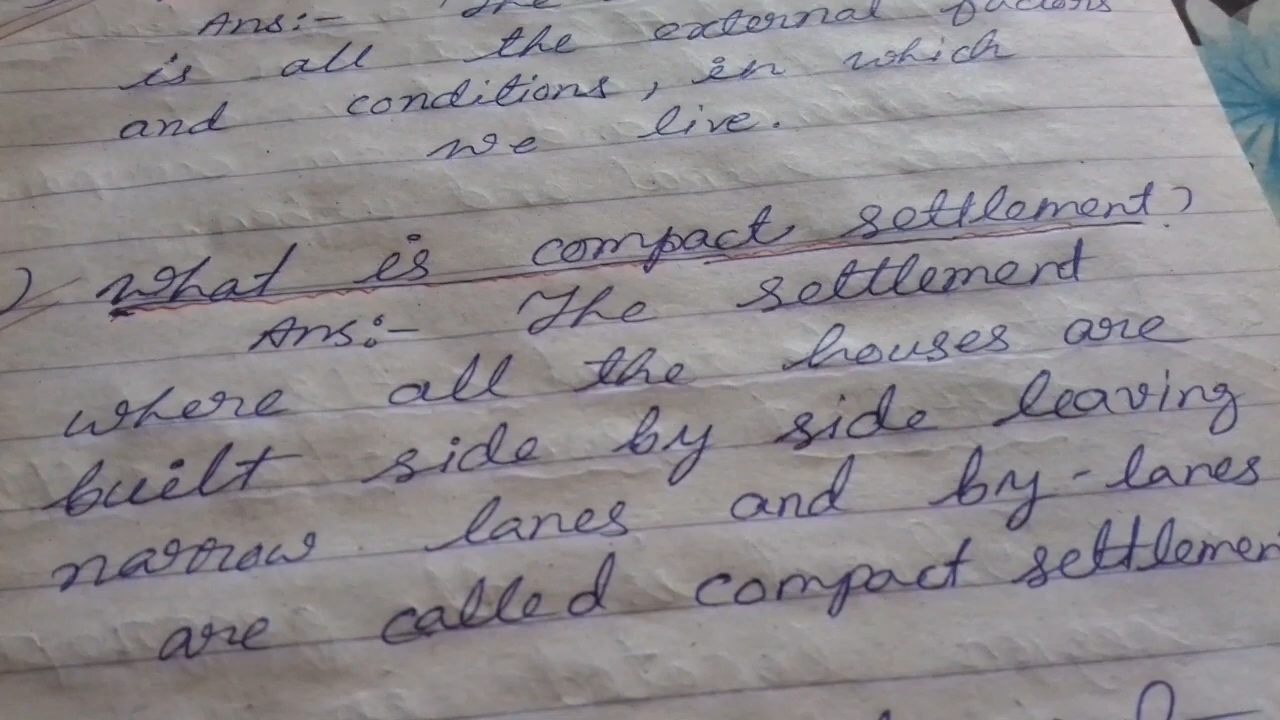 Ans:- The
is all the external factors
and conditions, in which
we live.
) What is compact settlement?
Ans:- The settlement
where all the houses are
built side by side leaving
narrow lanes and by-lanes
are called compact settlemen